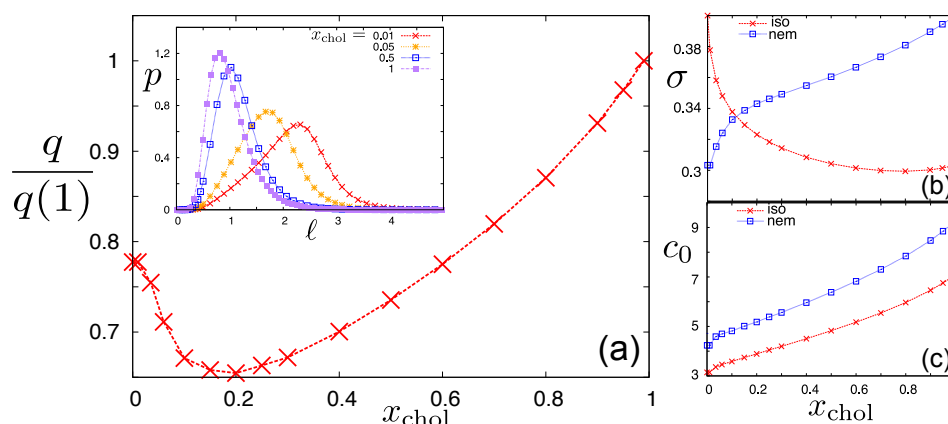 q
q(1)
1
0.9
0.8
0.7
0
0.2
0.4
0.6
0.8
1
x_chol
(a)
p
1.2
0.8
0.4
0
0
1
2
3
4
ℓ
x_chol =
0.01
0.05
0.5
1
σ
0.38
0.34
0.3
iso
nem
(b)
c_0
9
7
5
3
iso
nem
(c)
0
0.2
0.4
0.6
0.8
x_chol